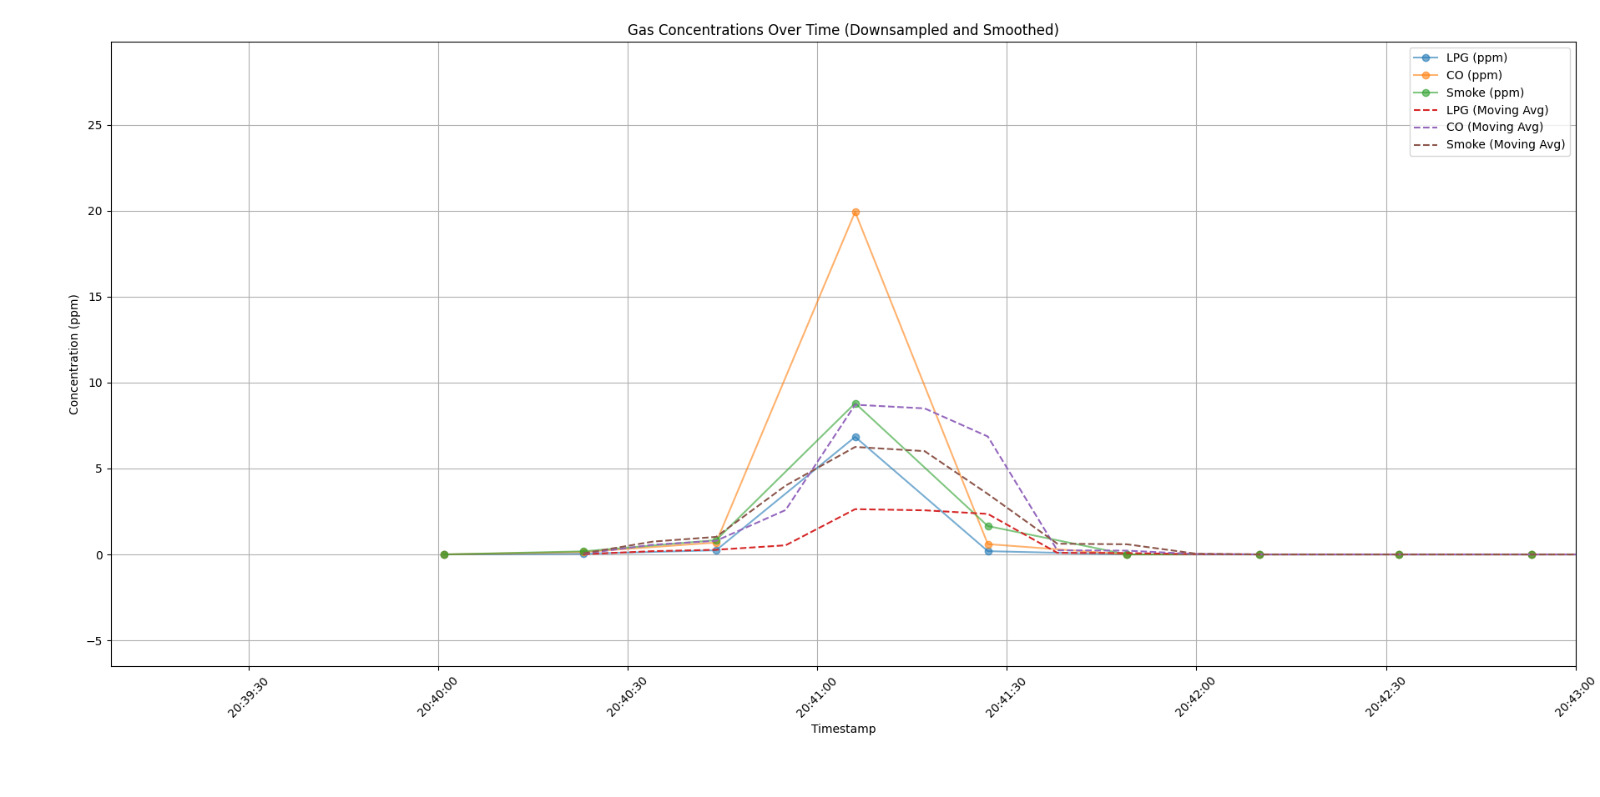 Gas Concentrations Over Time (Downsampled and Smoothed)
LPG (ppm)
CO (ppm)
Smoke (ppm)
LPG (Moving Avg)
CO (Moving Avg)
Smoke (Moving Avg)
Concentration (ppm)
25
20
15
10
5
0
−5
20:39:30
20:40:00
20:40:30
20:41:00
20:41:30
20:42:00
20:42:30
20:43:00
Timestamp